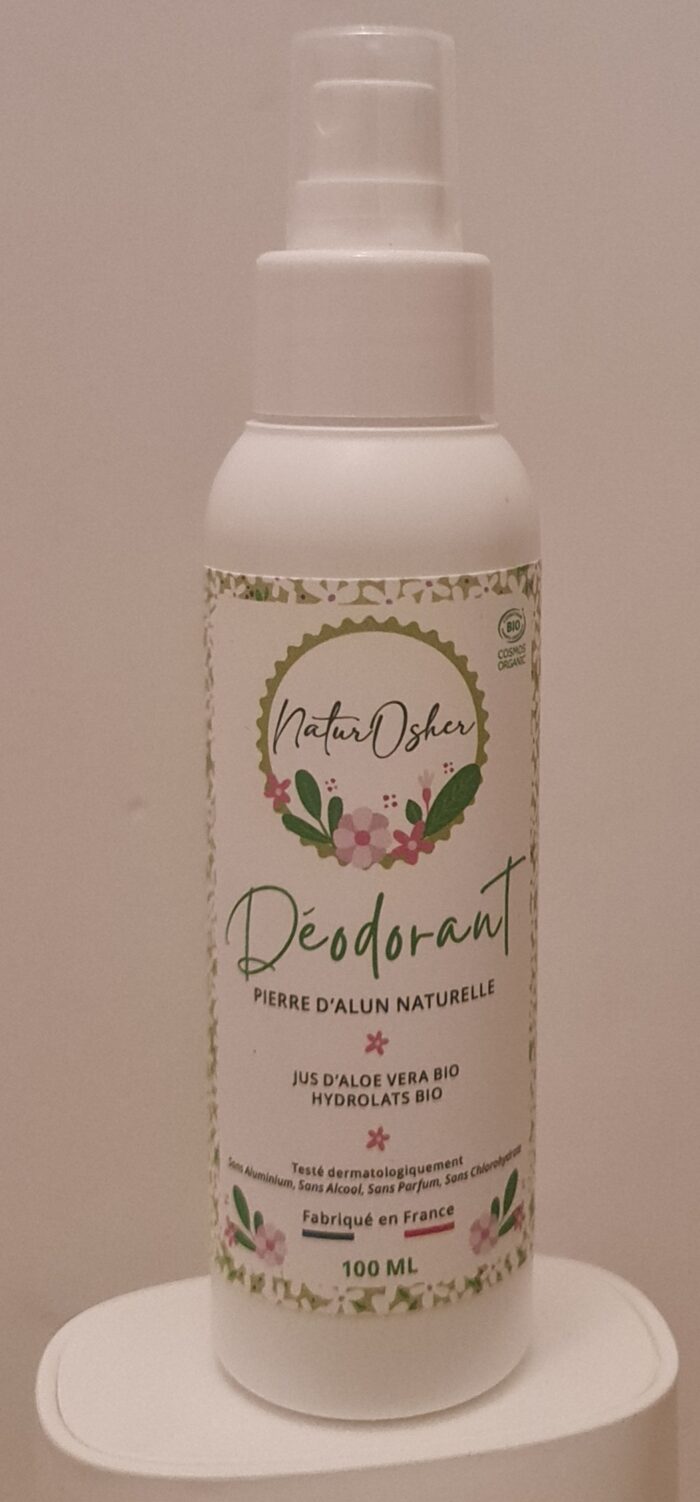 BIO
COSMOS
ORGANIC
NaturOsher
Déodorant
PIERRE D'ALUN NATURELLE
JUS D'ALOE VERA BIO
HYDROLATS BIO
Testé dermatologiquement
Sans Aluminium, Sans Alcool, Sans Parfum, Sans Chlorohydrate
Fabriqué en France
100 ML